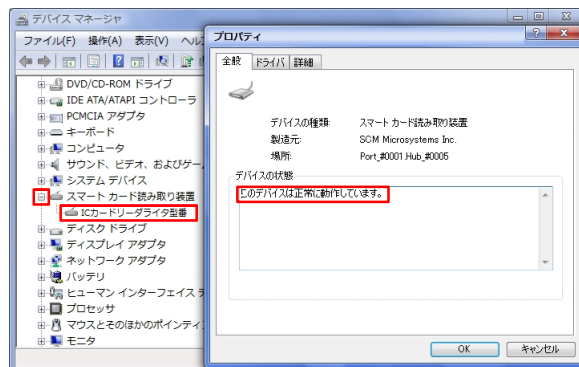 デバイス マネージャ
ファイル(F) 操作(A) 表示(V)
DVD/CD-ROM ドライブ
IDE ATA/ATAPI コントローラ
PCMCIA アダプタ
キーボード
コンピュータ
サウンド、ビデオ、およびゲー
システム デバイス
スマート カード読み取り装置
ICカードリーダライタ型番
ディスク ドライブ
ディスプレイ アダプタ
ネットワーク アダプタ
バッテリ
ヒューマン インターフェイス
プロセッサ
マウスとそのほかのポインティ
モニタ
プロパティ
全般 ドライバ 詳細
デバイスの種類: スマート カード読み取り装置
製造元: SCM Microsystems Inc.
場所: Port_#0001.Hub_#0005
デバイスの状態
このデバイスは正常に動作しています。
OK キャンセル